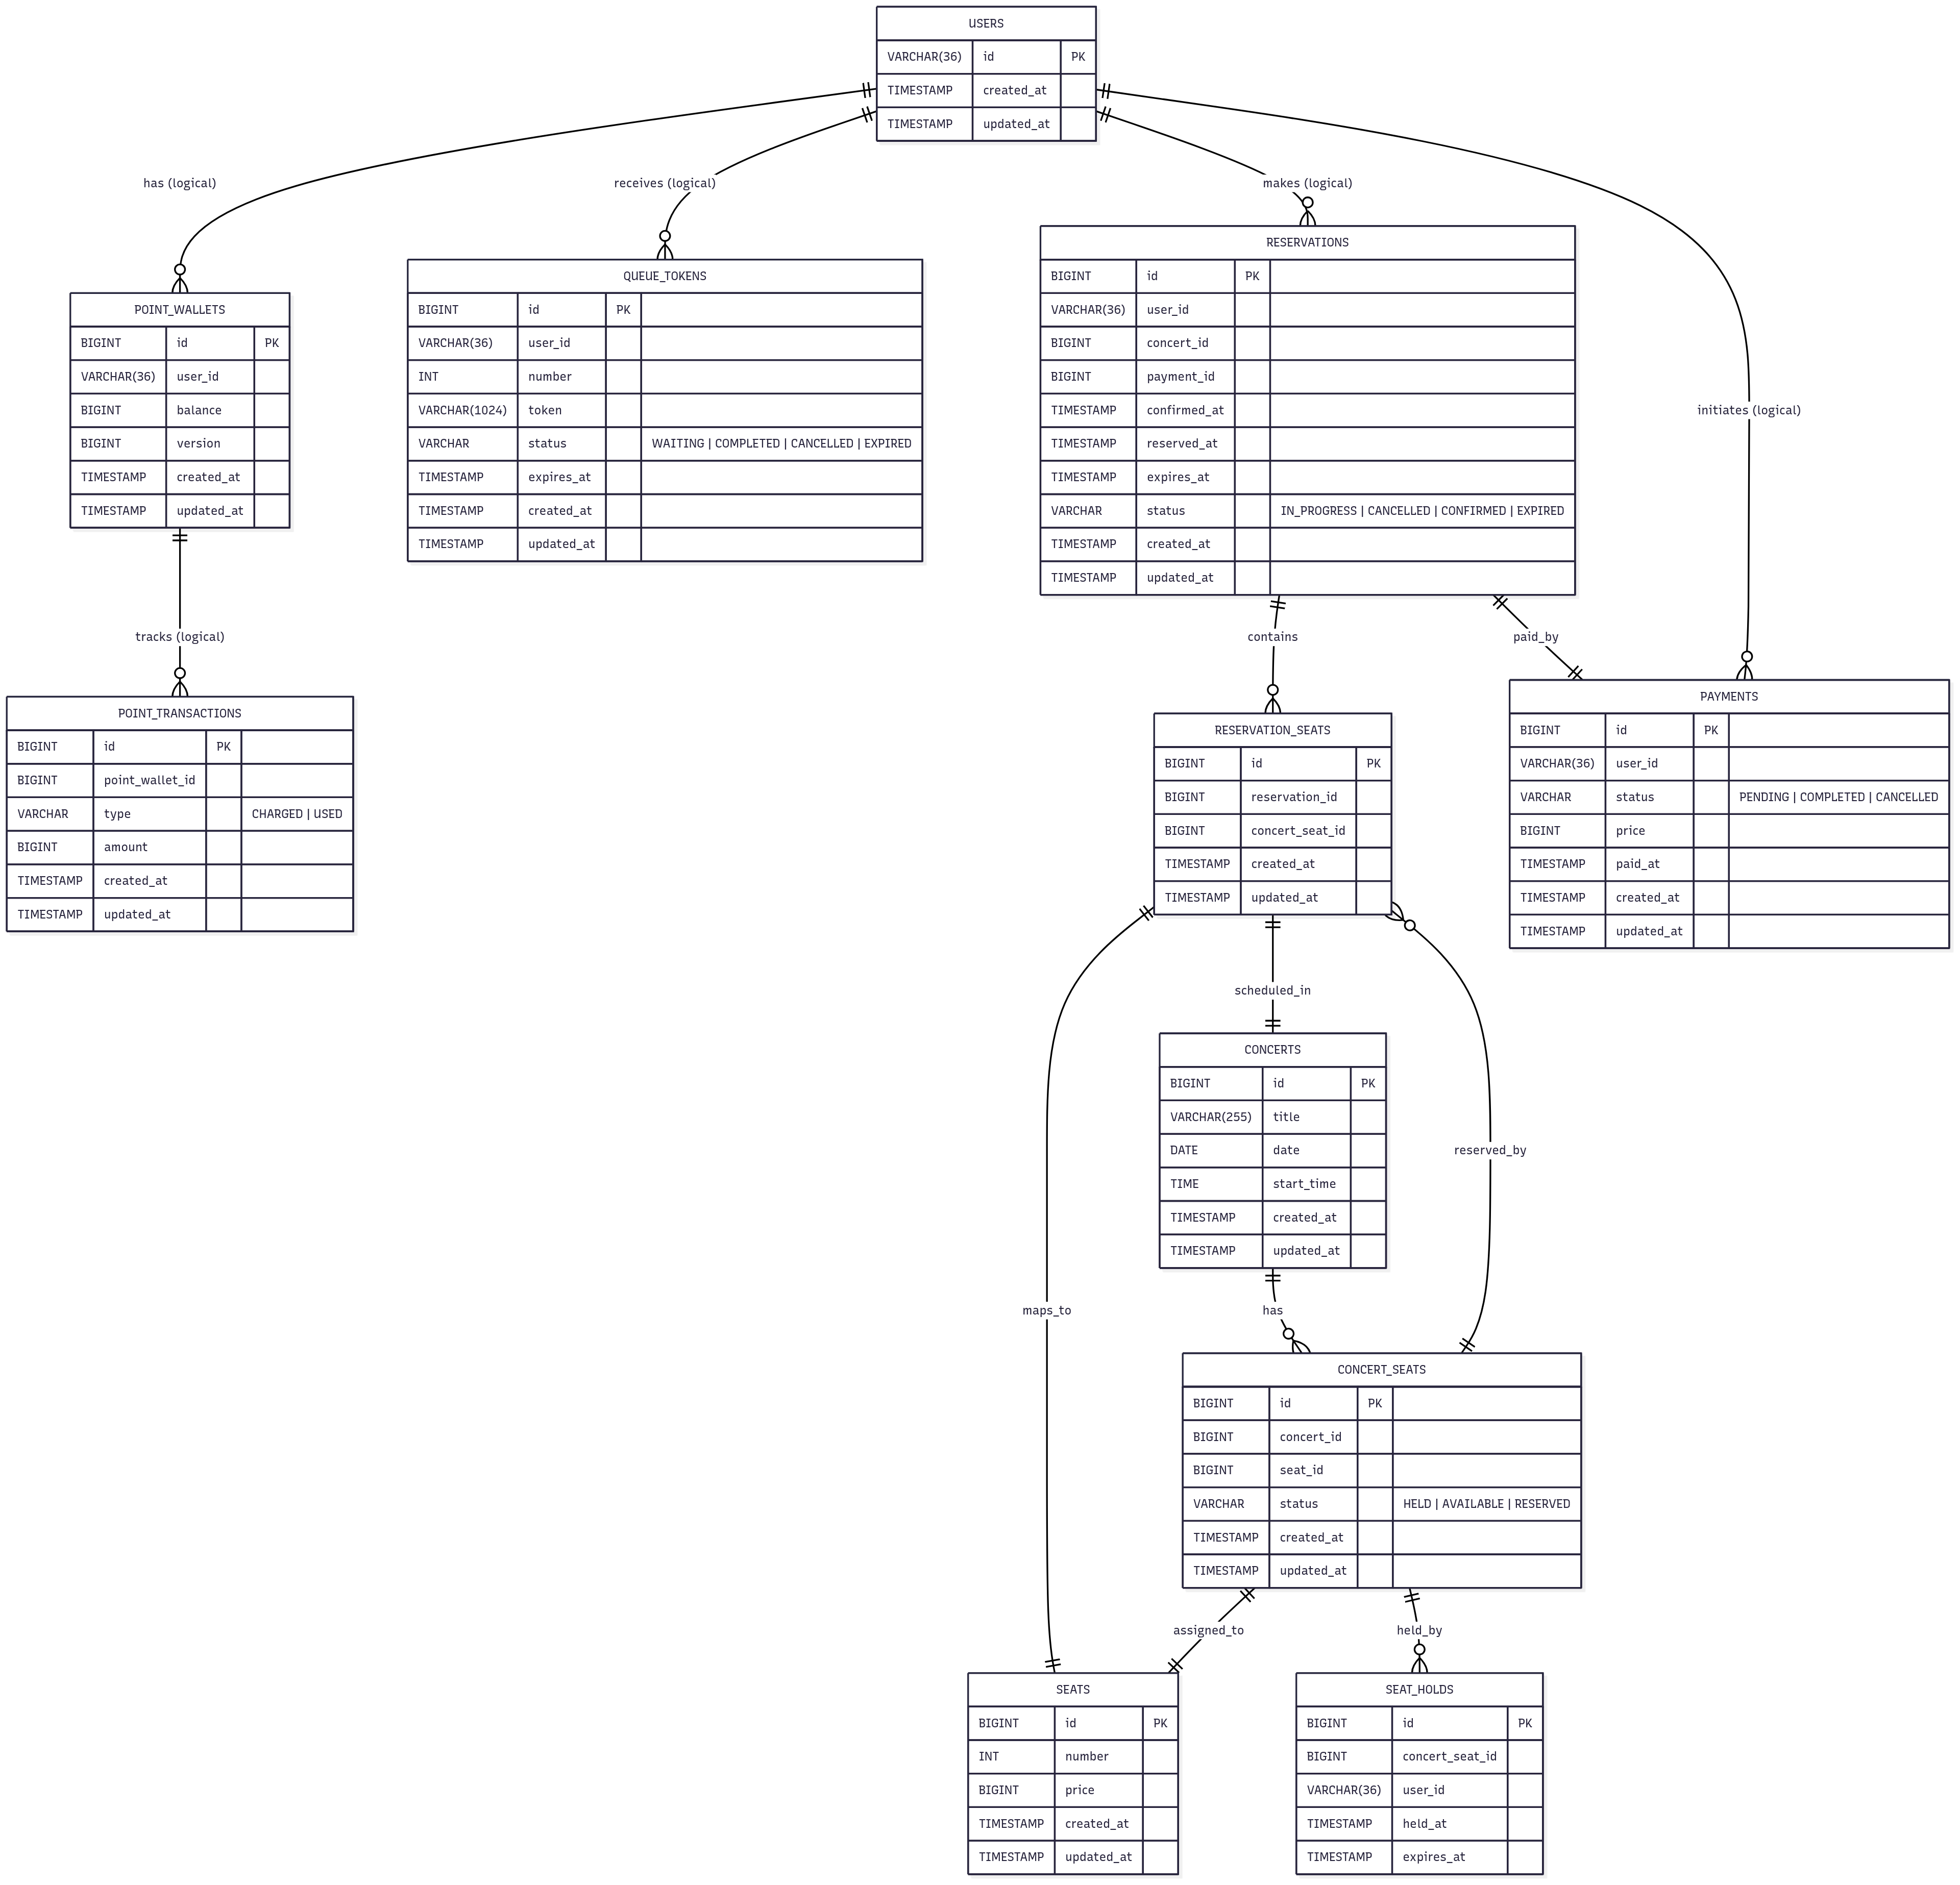 USERS
VARCHAR(36) id PK
TIMESTAMP created_at
TIMESTAMP updated_at
has (logical)
receives (logical)
makes (logical)
initiates (logical)
POINT_WALLETS
BIGINT id PK
VARCHAR(36) user_id
BIGINT balance
BIGINT version
TIMESTAMP created_at
TIMESTAMP updated_at
QUEUE_TOKENS
BIGINT id PK
VARCHAR(36) user_id
INT number
VARCHAR(1024) token
VARCHAR status WAITING | COMPLETED | CANCELLED | EXPIRED
TIMESTAMP expires_at
TIMESTAMP created_at
TIMESTAMP updated_at
RESERVATIONS
BIGINT id PK
VARCHAR(36) user_id
BIGINT concert_id
BIGINT payment_id
TIMESTAMP confirmed_at
TIMESTAMP reserved_at
TIMESTAMP expires_at
VARCHAR status IN_PROGRESS | CANCELLED | CONFIRMED | EXPIRED
TIMESTAMP created_at
TIMESTAMP updated_at
tracks (logical)
contains
paid_by
POINT_TRANSACTIONS
BIGINT id PK
BIGINT point_wallet_id
VARCHAR type CHARGED | USED
BIGINT amount
TIMESTAMP created_at
TIMESTAMP updated_at
RESERVATION_SEATS
BIGINT id PK
BIGINT reservation_id
BIGINT concert_seat_id
TIMESTAMP created_at
TIMESTAMP updated_at
PAYMENTS
BIGINT id PK
VARCHAR(36) user_id
VARCHAR status PENDING | COMPLETED | CANCELLED
BIGINT price
TIMESTAMP paid_at
TIMESTAMP created_at
TIMESTAMP updated_at
scheduled_in
CONCERTS
BIGINT id PK
VARCHAR(255) title
DATE date
TIME start_time
TIMESTAMP created_at
TIMESTAMP updated_at
reserved_by
maps_to
has
CONCERT_SEATS
BIGINT id PK
BIGINT concert_id
BIGINT seat_id
VARCHAR status HELD | AVAILABLE | RESERVED
TIMESTAMP created_at
TIMESTAMP updated_at
assigned_to
held_by
SEATS
BIGINT id PK
INT number
BIGINT price
TIMESTAMP created_at
TIMESTAMP updated_at
SEAT_HOLDS
BIGINT id PK
BIGINT concert_seat_id
VARCHAR(36) user_id
TIMESTAMP held_at
TIMESTAMP expires_at